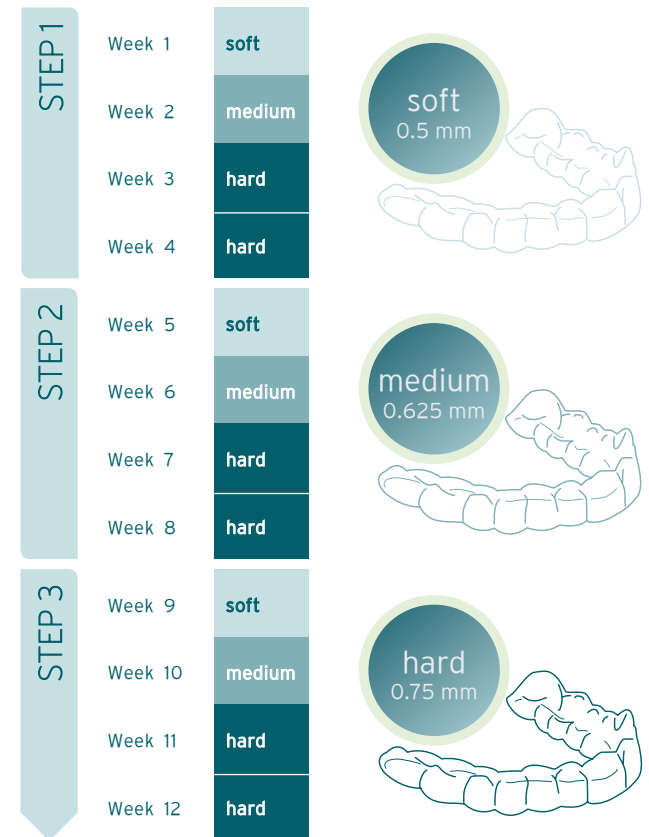 STEP 1
Week 1 soft
Week 2 medium
Week 3 hard
Week 4 hard
soft
0.5 mm
STEP 2
Week 5 soft
Week 6 medium
Week 7 hard
Week 8 hard
medium
0.625 mm
STEP 3
Week 9 soft
Week 10 medium
Week 11 hard
Week 12 hard
hard
0.75 mm